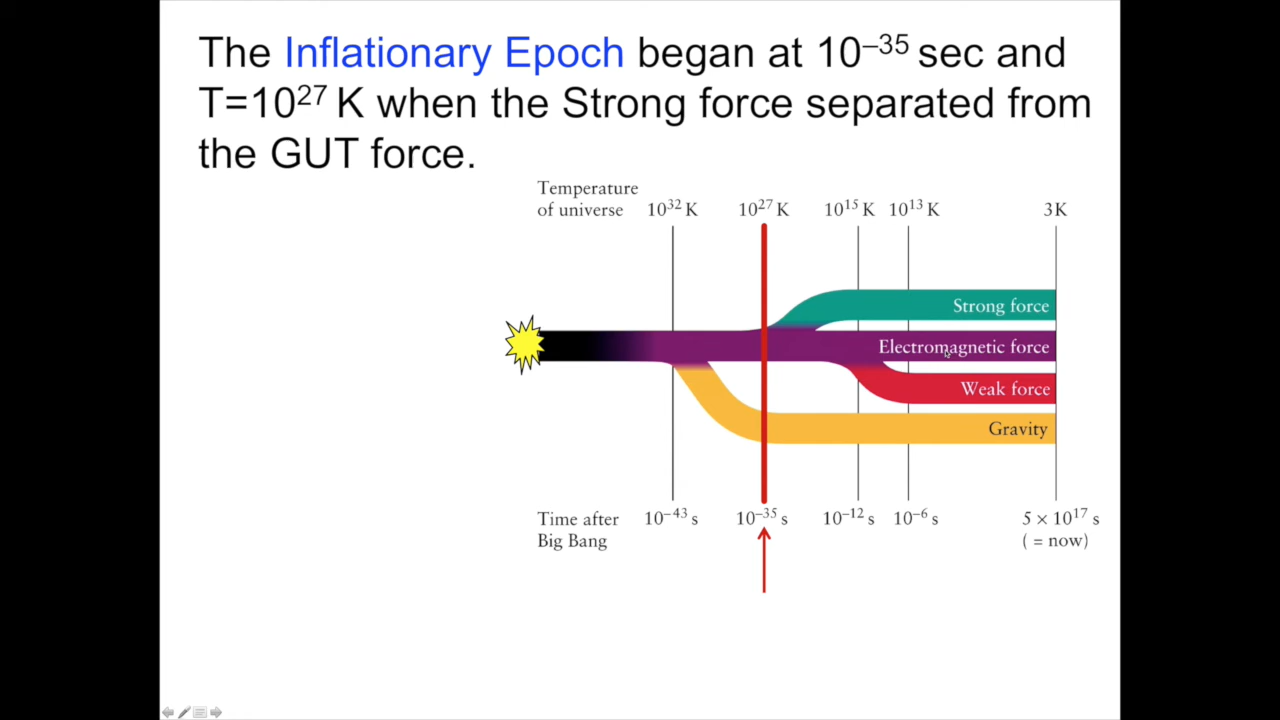 The Inflationary Epoch began at 10⁻³⁵ sec and
T=10²⁷ K when the Strong force separated from
the GUT force.
Temperature
of universe 10³² K 10²⁷ K 10¹⁵ K 10¹³ K 3K
Strong force
Electromagnetic force
Weak force
Gravity
Time after 10⁻⁴³ s 10⁻³⁵ s 10⁻¹² s 10⁻⁶ s 5 × 10¹⁷ s
Big Bang ( = now)